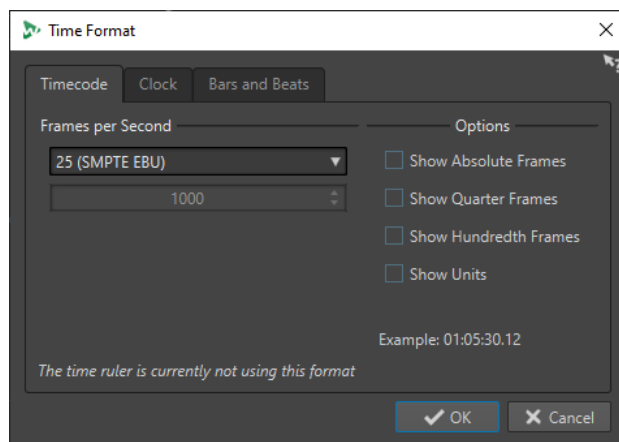 Time Format
Timecode Clock Bars and Beats
Frames per Second Options
25 (SMPTE EBU) Show Absolute Frames
1000 Show Quarter Frames
Show Hundredth Frames
Show Units
Example: 01:05:30.12
The time ruler is currently not using this format
OK Cancel